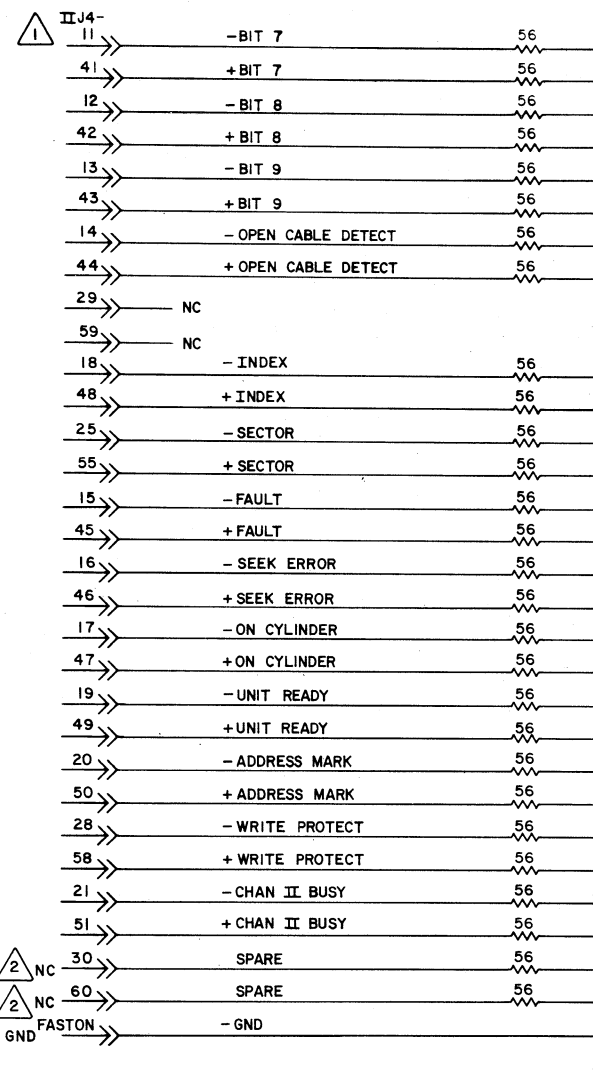 IIJ4-
1 11 -BIT 7 56
41 +BIT 7 56
12 -BIT 8 56
42 +BIT 8 56
13 -BIT 9 56
43 +BIT 9 56
14 -OPEN CABLE DETECT 56
44 +OPEN CABLE DETECT 56
29 NC
59 NC
18 -INDEX 56
48 +INDEX 56
25 -SECTOR 56
55 +SECTOR 56
15 -FAULT 56
45 +FAULT 56
16 -SEEK ERROR 56
46 +SEEK ERROR 56
17 -ON CYLINDER 56
47 +ON CYLINDER 56
19 -UNIT READY 56
49 +UNIT READY 56
20 -ADDRESS MARK 56
50 +ADDRESS MARK 56
28 -WRITE PROTECT 56
58 +WRITE PROTECT 56
21 -CHAN II BUSY 56
51 +CHAN II BUSY 56
2 NC 30 SPARE 56
2 NC 60 SPARE 56
GND FASTON -GND